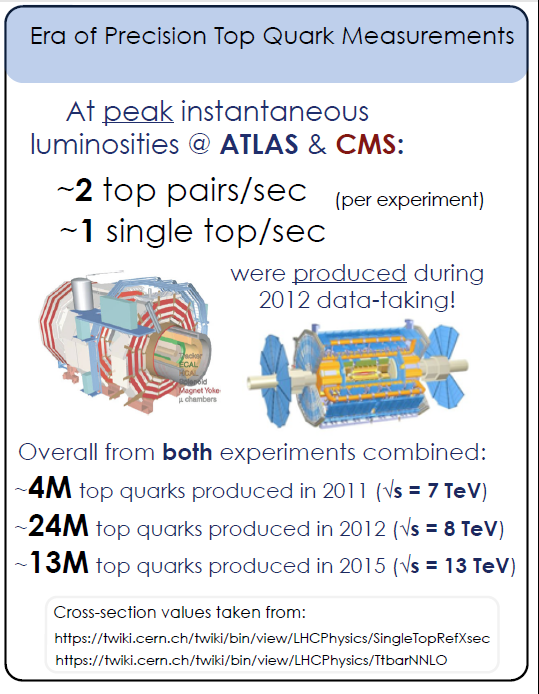 Era of Precision Top Quark Measurements
At peak instantaneous
luminosities @ ATLAS & CMS:
~2 top pairs/sec (per experiment)
~1 single top/sec
were produced during
2012 data-taking!
Tracker
ECAL
HCAL
Solenoid
Magnet Yoke
μ chambers
Overall from both experiments combined:
~4M top quarks produced in 2011 (√s = 7 TeV)
~24M top quarks produced in 2012 (√s = 8 TeV)
~13M top quarks produced in 2015 (√s = 13 TeV)
Cross-section values taken from:
https://twiki.cern.ch/twiki/bin/view/LHCPhysics/SingleTopRefXsec
https://twiki.cern.ch/twiki/bin/view/LHCPhysics/TtbarNNLO